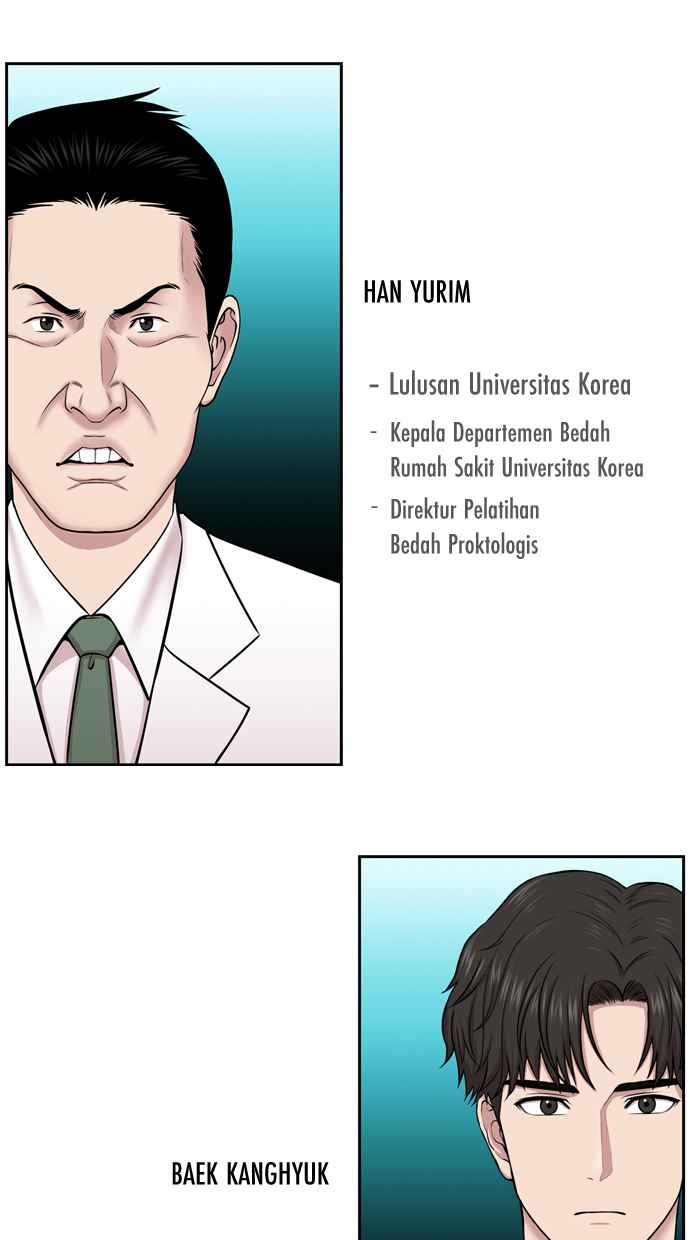 HAN YURIM
- Lulusan Universitas Korea
- Kepala Departemen Bedah
Rumah Sakit Universitas Korea
- Direktur Pelatihan
Bedah Proktologis
BAEK KANGHYUK